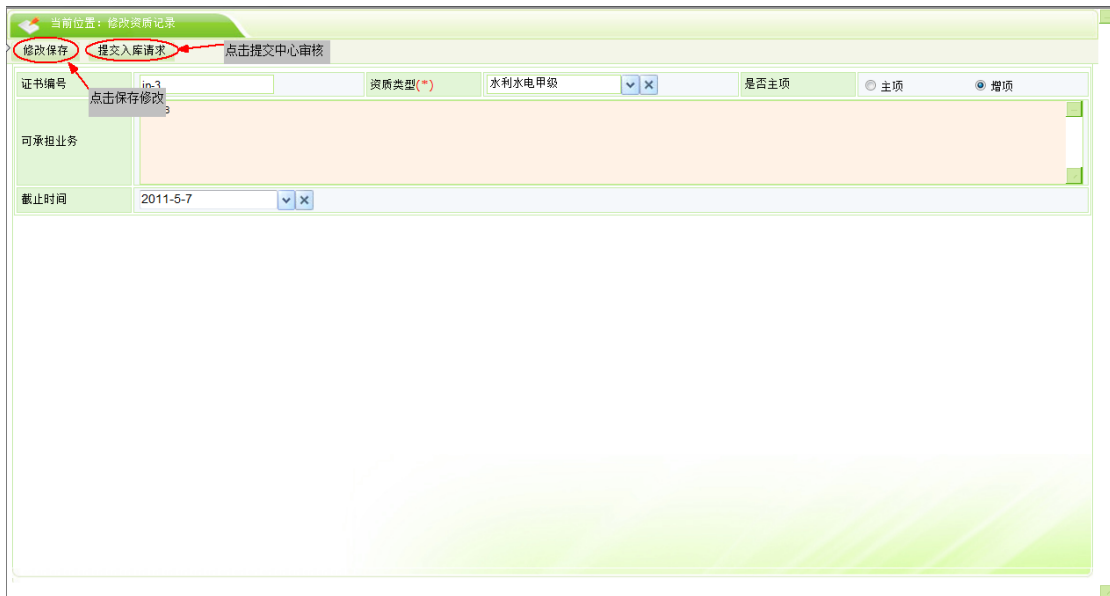 当前位置：修改资质记录
修改保存 提交入库请求 点击提交中心审核
证书编号 jn-3 资质类型(*) 水利水电甲级 是否主项 主项 增项
点击保存修改
可承担业务
截止时间 2011-5-7